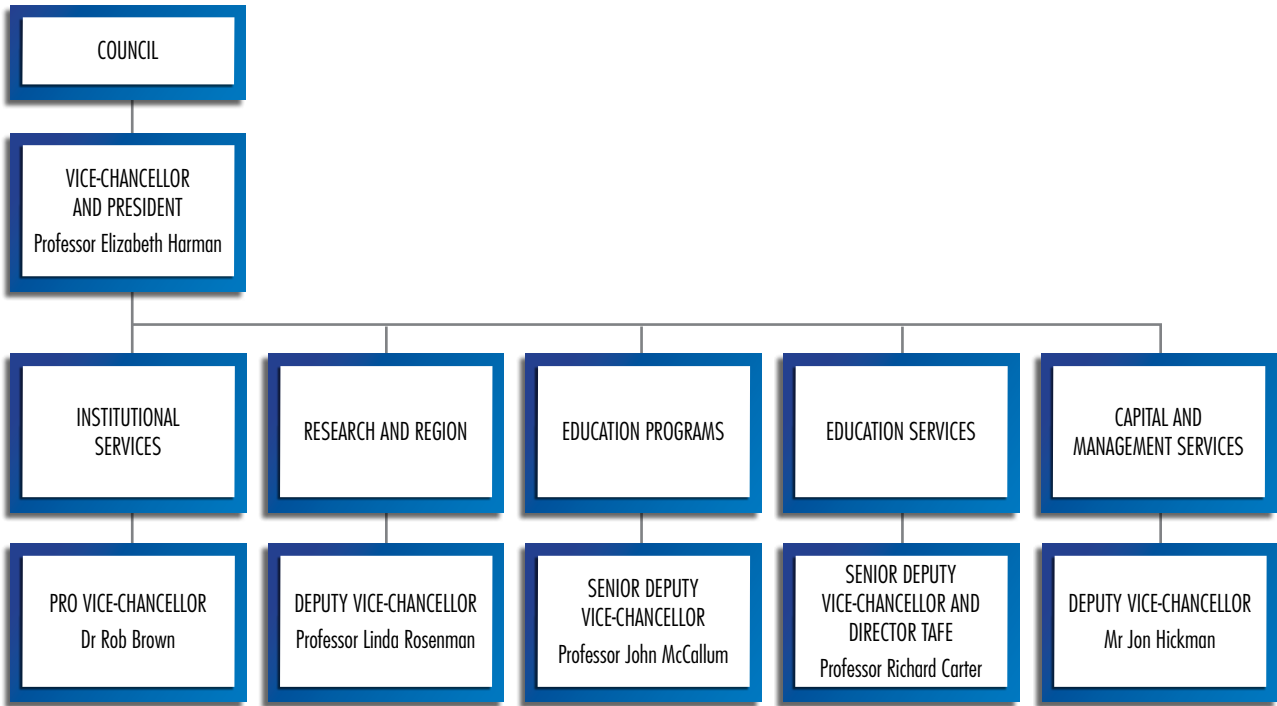 COUNCIL
VICE-CHANCELLOR
AND PRESIDENT
Professor Elizabeth Harman
INSTITUTIONAL
SERVICES
RESEARCH AND REGION
EDUCATION PROGRAMS
EDUCATION SERVICES
CAPITAL AND
MANAGEMENT SERVICES
PRO VICE-CHANCELLOR
Dr Rob Brown
DEPUTY VICE-CHANCELLOR
Professor Linda Rosenman
SENIOR DEPUTY
VICE-CHANCELLOR
Professor John McCallum
SENIOR DEPUTY
VICE-CHANCELLOR AND
DIRECTOR TAFE
Professor Richard Carter
DEPUTY VICE-CHANCELLOR
Mr Jon Hickman